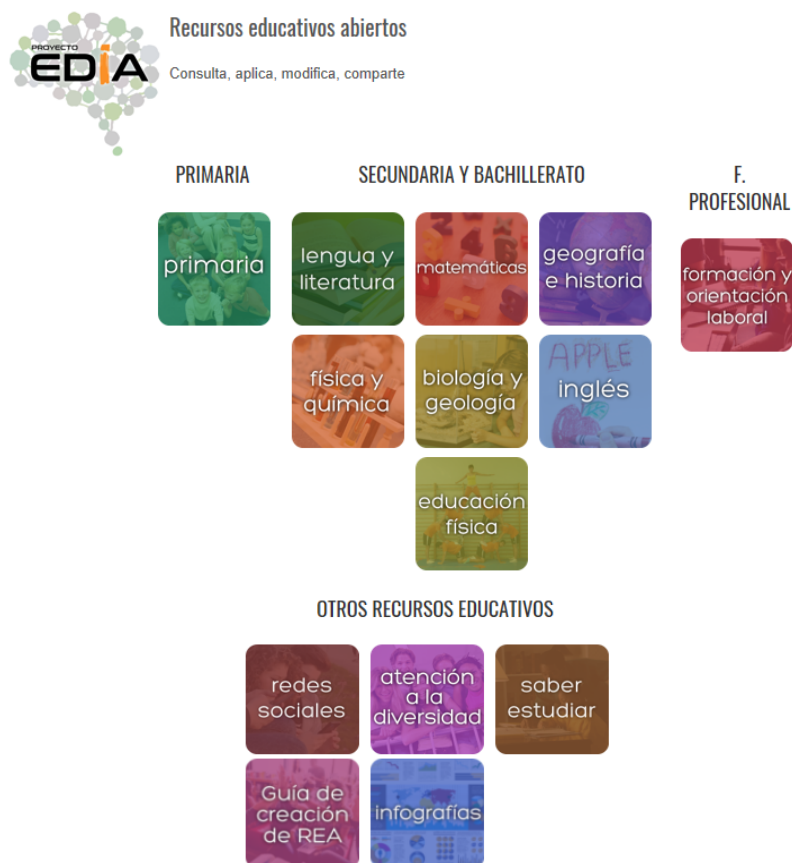 Recursos educativos abiertos
PROYECTO
EDIA
Consulta, aplica, modifica, comparte
PRIMARIA
SECUNDARIA Y BACHILLERATO
F.
PROFESIONAL
primaria
lengua y
literatura
matemáticas
geografía
e historia
formación y
orientación
laboral
física y
química
biología y
geología
APPLE
inglés
educación
física
OTROS RECURSOS EDUCATIVOS
redes
sociales
atención
a la
diversidad
saber
estudiar
Guía de
creación
de REA
infografías